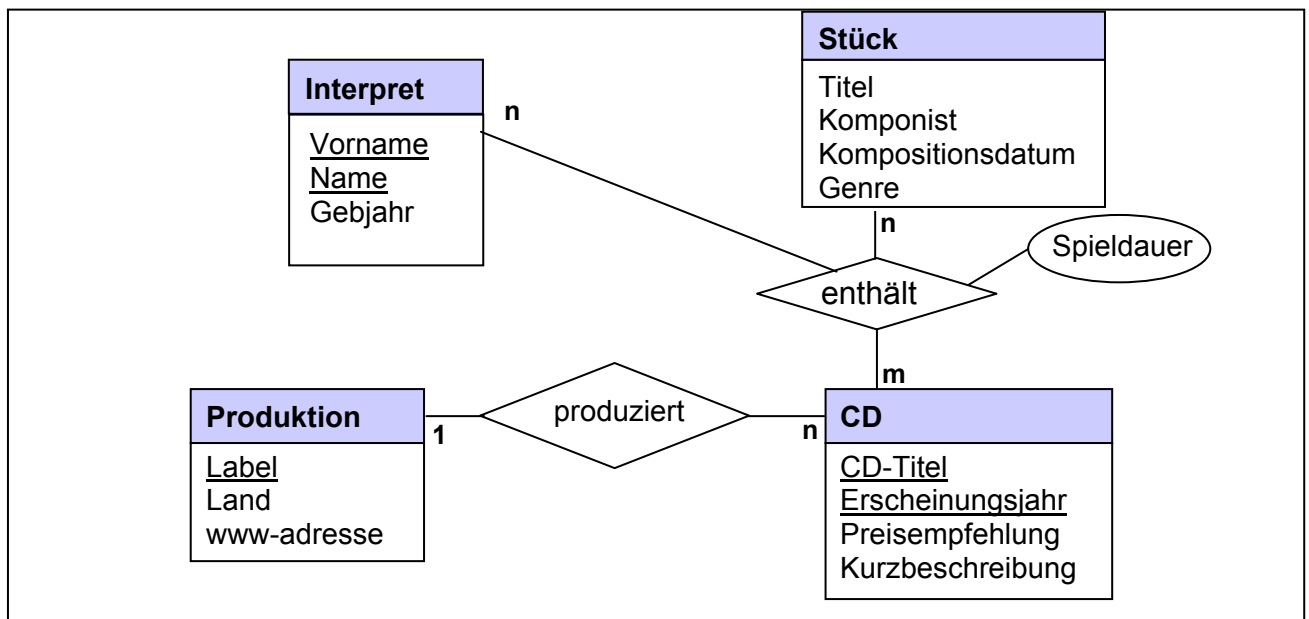 Stück
Titel
Komponist
Kompositionsdatum
Genre
Interpret
Vorname
Name
Gebjahr
n
n
Spieldauer
enthält
m
Produktion
Label
Land
www-adresse
1
produziert
n
CD
CD-Titel
Erscheinungsjahr
Preisempfehlung
Kurzbeschreibung